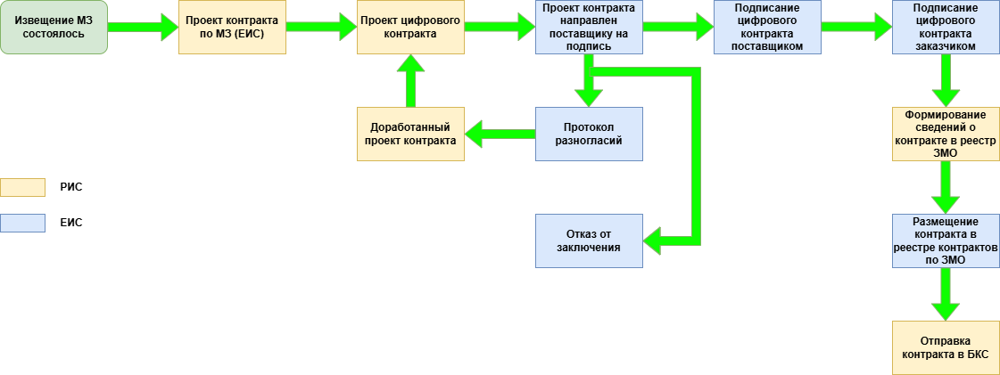 Извещение МЗ
состоялось
Проект контракта
по МЗ (ЕИС)
Проект цифрового
контракта
Проект контракта
направлен
поставщику на
подпись
Подписание
цифрового
контракта
поставщиком
Подписание
цифрового
контракта
заказчиком
Доработанный
проект контракта
Протокол
разногласий
Формирование
сведений о
контракте в реестр
ЗМО
РИС
ЕИС
Отказ от
заключения
Размещение
контракта в
реестре контрактов
по ЗМО
Отправка
контракта в БКС